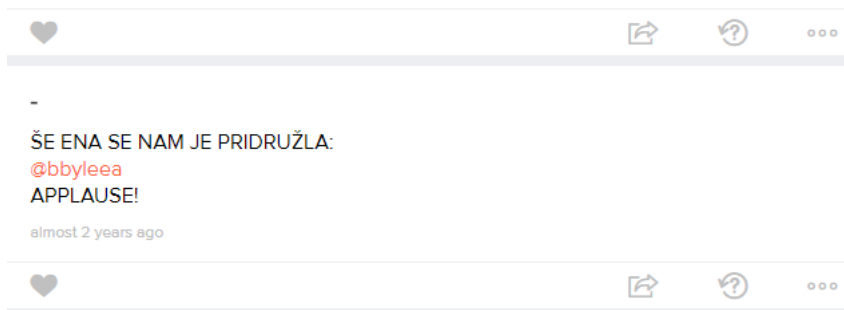 -
ŠE ENA SE NAM JE PRIDRUŽLA:
@bbyleea
APPLAUSE!
almost 2 years ago